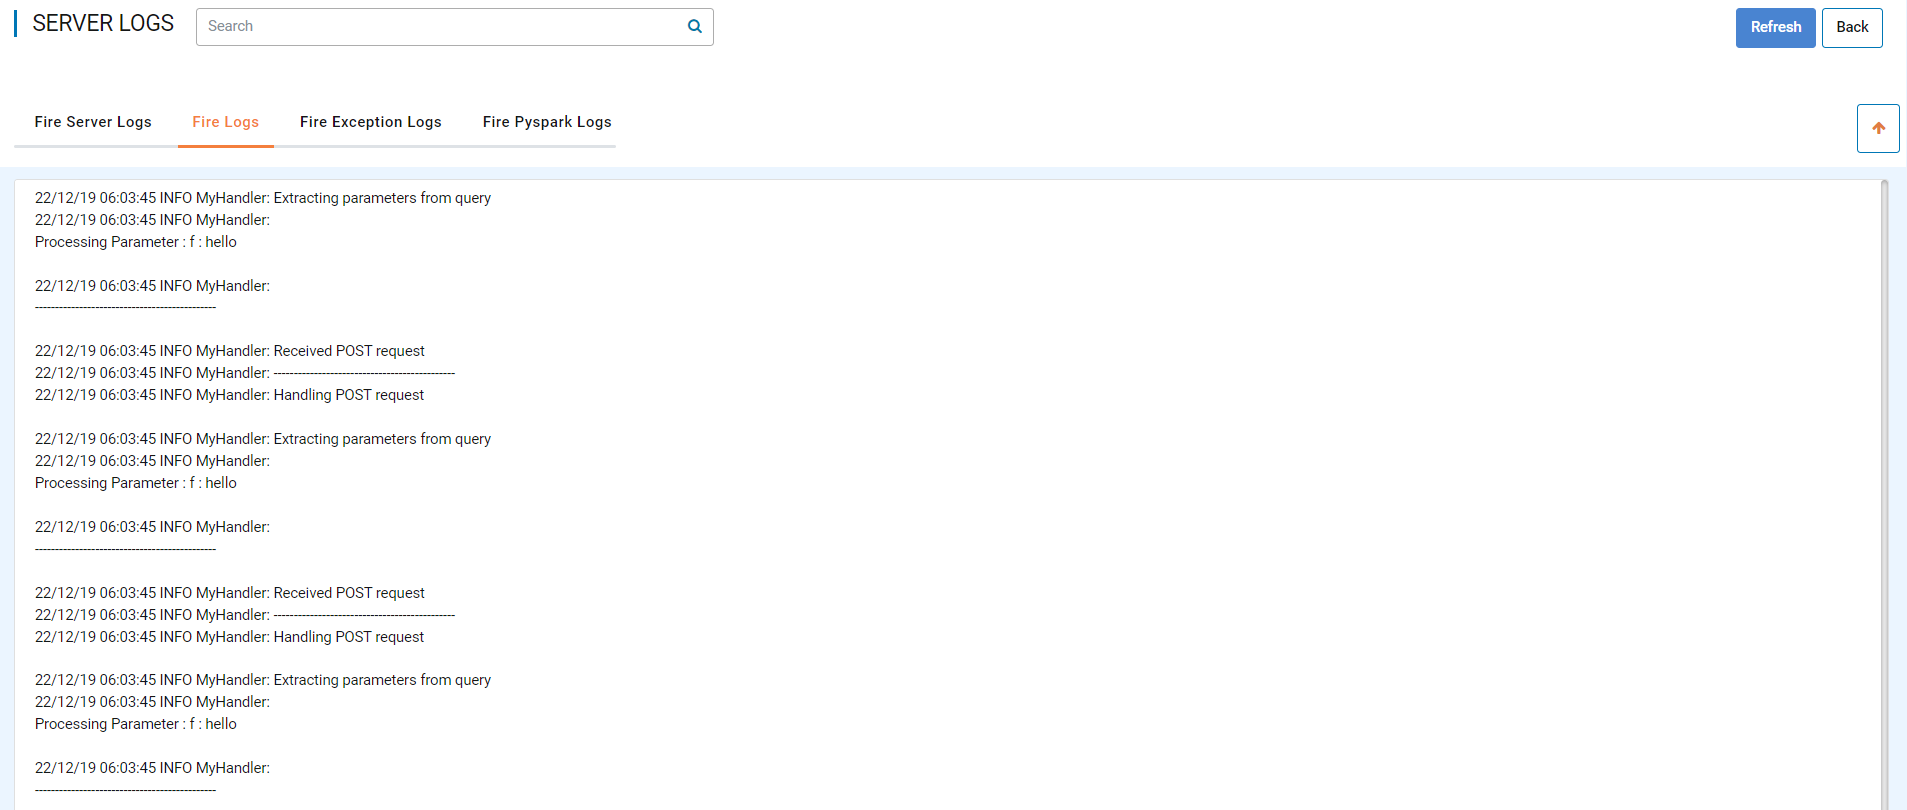 SERVER LOGS
Search
Refresh
Back
Fire Server Logs
Fire Logs
Fire Exception Logs
Fire Pyspark Logs
22/12/19 06:03:45 INFO MyHandler: Extracting parameters from query
22/12/19 06:03:45 INFO MyHandler:
Processing Parameter : f : hello
22/12/19 06:03:45 INFO MyHandler:
---------------------------------------------
22/12/19 06:03:45 INFO MyHandler: Received POST request
22/12/19 06:03:45 INFO MyHandler: ---------------------------------------------
22/12/19 06:03:45 INFO MyHandler: Handling POST request
22/12/19 06:03:45 INFO MyHandler: Extracting parameters from query
22/12/19 06:03:45 INFO MyHandler:
Processing Parameter : f : hello
22/12/19 06:03:45 INFO MyHandler:
---------------------------------------------
22/12/19 06:03:45 INFO MyHandler: Received POST request
22/12/19 06:03:45 INFO MyHandler: ---------------------------------------------
22/12/19 06:03:45 INFO MyHandler: Handling POST request
22/12/19 06:03:45 INFO MyHandler: Extracting parameters from query
22/12/19 06:03:45 INFO MyHandler:
Processing Parameter : f : hello
22/12/19 06:03:45 INFO MyHandler:
---------------------------------------------